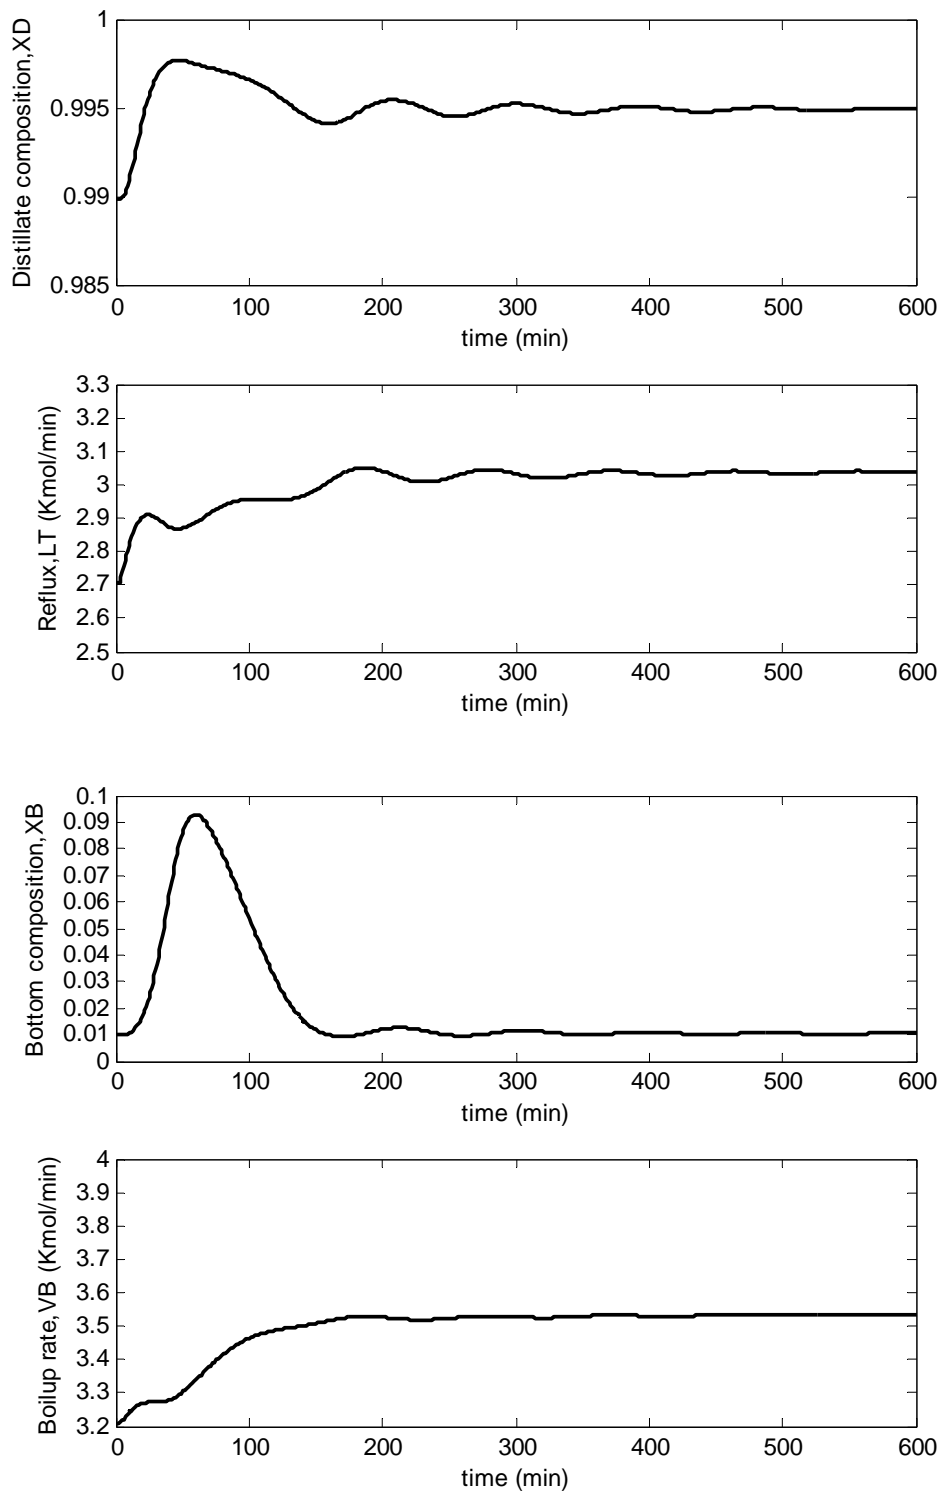 Distillate composition,XD
1
0.995
0.99
0.985
0 100 200 300 400 500 600
time (min)
Reflux,LT (Kmol/min)
3.3
3.2
3.1
3
2.9
2.8
2.7
2.6
2.5
0 100 200 300 400 500 600
time (min)
Bottom composition,XB
0.1
0.09
0.08
0.07
0.06
0.05
0.04
0.03
0.02
0.01
0
0 100 200 300 400 500 600
time (min)
Boilup rate,VB (Kmol/min)
4
3.9
3.8
3.7
3.6
3.5
3.4
3.3
3.2
0 100 200 300 400 500 600
time (min)